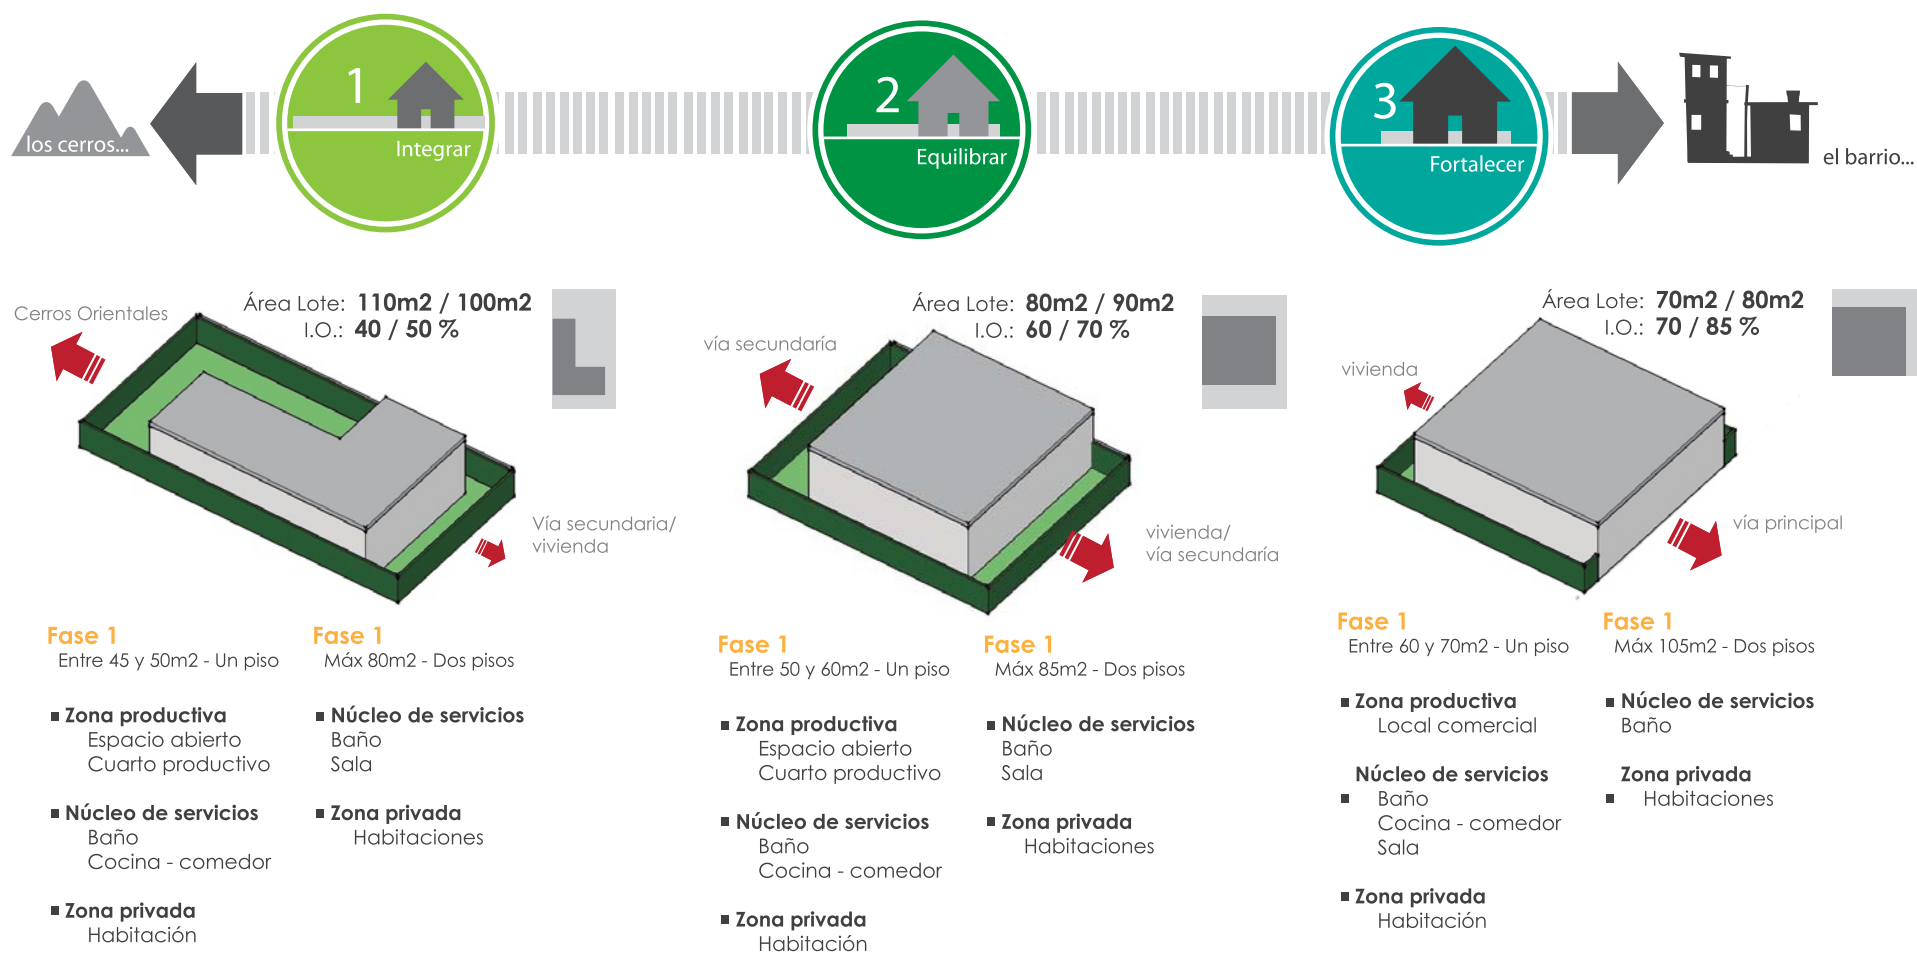 los cerros...
1
Integrar
2
Equilibrar
3
Fortalecer
el barrio...
Cerros Orientales
Área Lote: 110m2 / 100m2
I.O.: 40 / 50 %
Vía secundaria/
vivienda
Fase 1
Entre 45 y 50m2 - Un piso
Zona productiva
Espacio abierto
Cuarto productivo
Núcleo de servicios
Baño
Cocina - comedor
Zona privada
Habitación
Fase 1
Máx 80m2 - Dos pisos
Núcleo de servicios
Baño
Sala
Zona privada
Habitaciones
vía secundaría
Área Lote: 80m2 / 90m2
I.O.: 60 / 70 %
vivienda/
vía secundaría
Fase 1
Entre 50 y 60m2 - Un piso
Zona productiva
Espacio abierto
Cuarto productivo
Núcleo de servicios
Baño
Cocina - comedor
Zona privada
Habitación
Fase 1
Máx 85m2 - Dos pisos
Núcleo de servicios
Baño
Sala
Zona privada
Habitaciones
vivienda
Área Lote: 70m2 / 80m2
I.O.: 70 / 85 %
vía principal
Fase 1
Entre 60 y 70m2 - Un piso
Zona productiva
Local comercial
Núcleo de servicios
Baño
Cocina - comedor
Sala
Zona privada
Habitación
Fase 1
Máx 105m2 - Dos pisos
Núcleo de servicios
Baño
Zona privada
Habitaciones